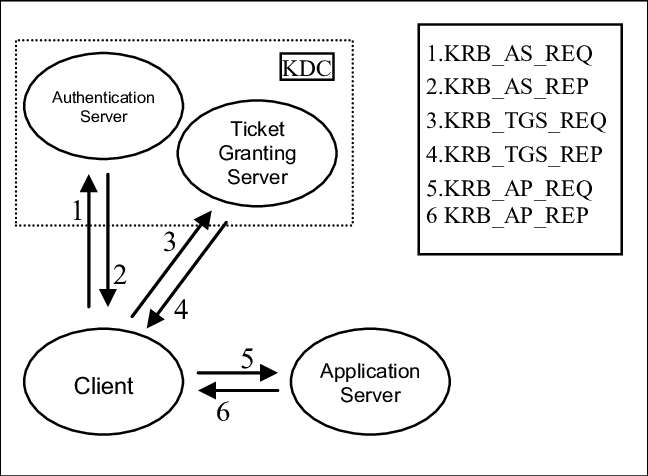 KDC
Authentication
Server
Ticket
Granting
Server
1
2
3
4
Client
5
6
Application
Server
1.KRB_AS_REQ
2.KRB_AS_REP
3.KRB_TGS_REQ
4.KRB_TGS_REP
5.KRB_AP_REQ
6 KRB_AP_REP